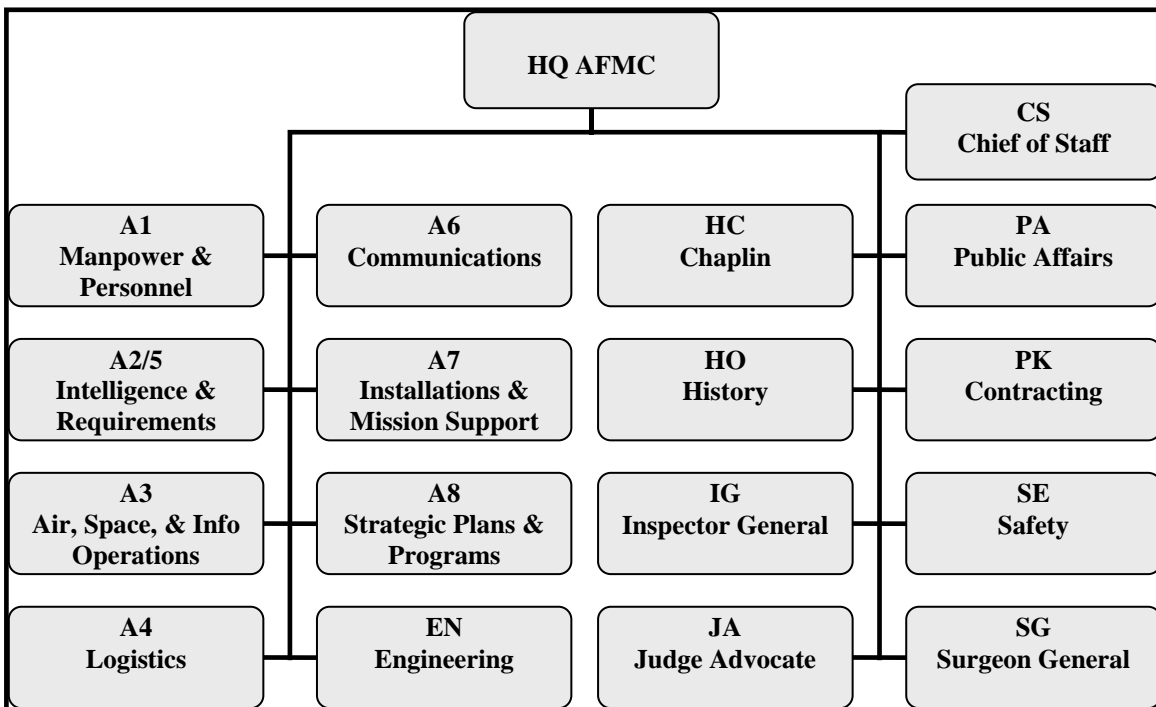 HQ AFMC
CS
Chief of Staff
A1
Manpower &
Personnel
A6
Communications
HC
Chaplin
PA
Public Affairs
A2/5
Intelligence &
Requirements
A7
Installations &
Mission Support
HO
History
PK
Contracting
A3
Air, Space, & Info
Operations
A8
Strategic Plans &
Programs
IG
Inspector General
SE
Safety
A4
Logistics
EN
Engineering
JA
Judge Advocate
SG
Surgeon General